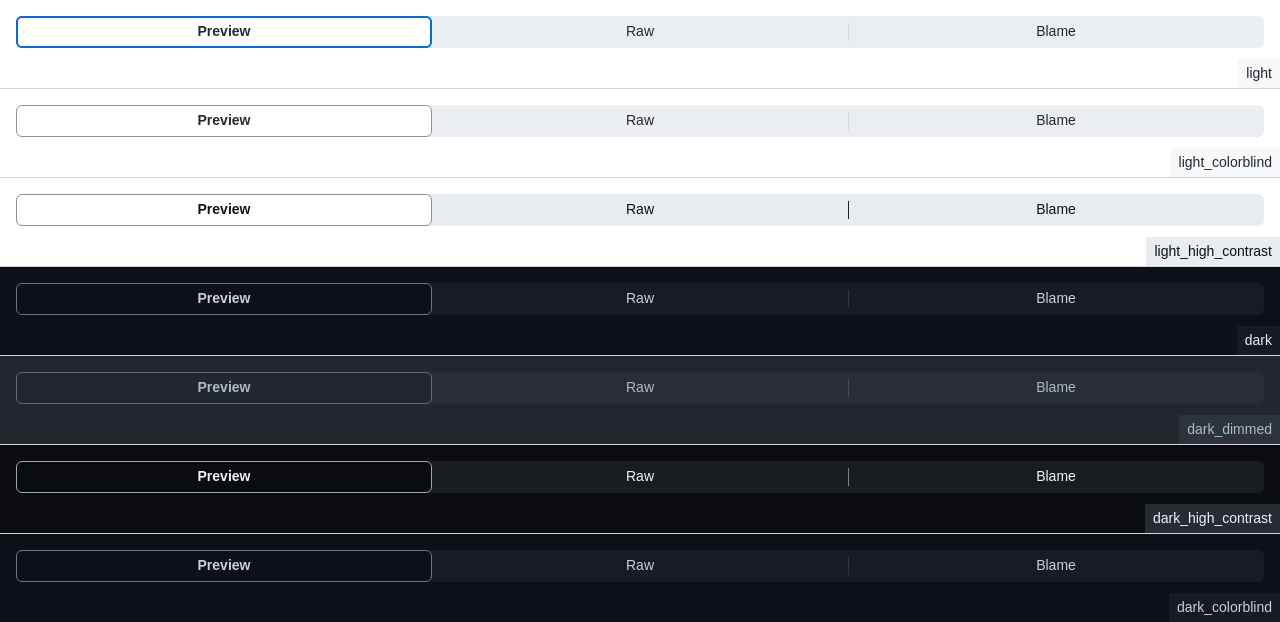 Preview Raw Blame
light
Preview Raw Blame
light_colorblind
Preview Raw Blame
light_high_contrast
Preview Raw Blame
dark
Preview Raw Blame
dark_dimmed
Preview Raw Blame
dark_high_contrast
Preview Raw Blame
dark_colorblind